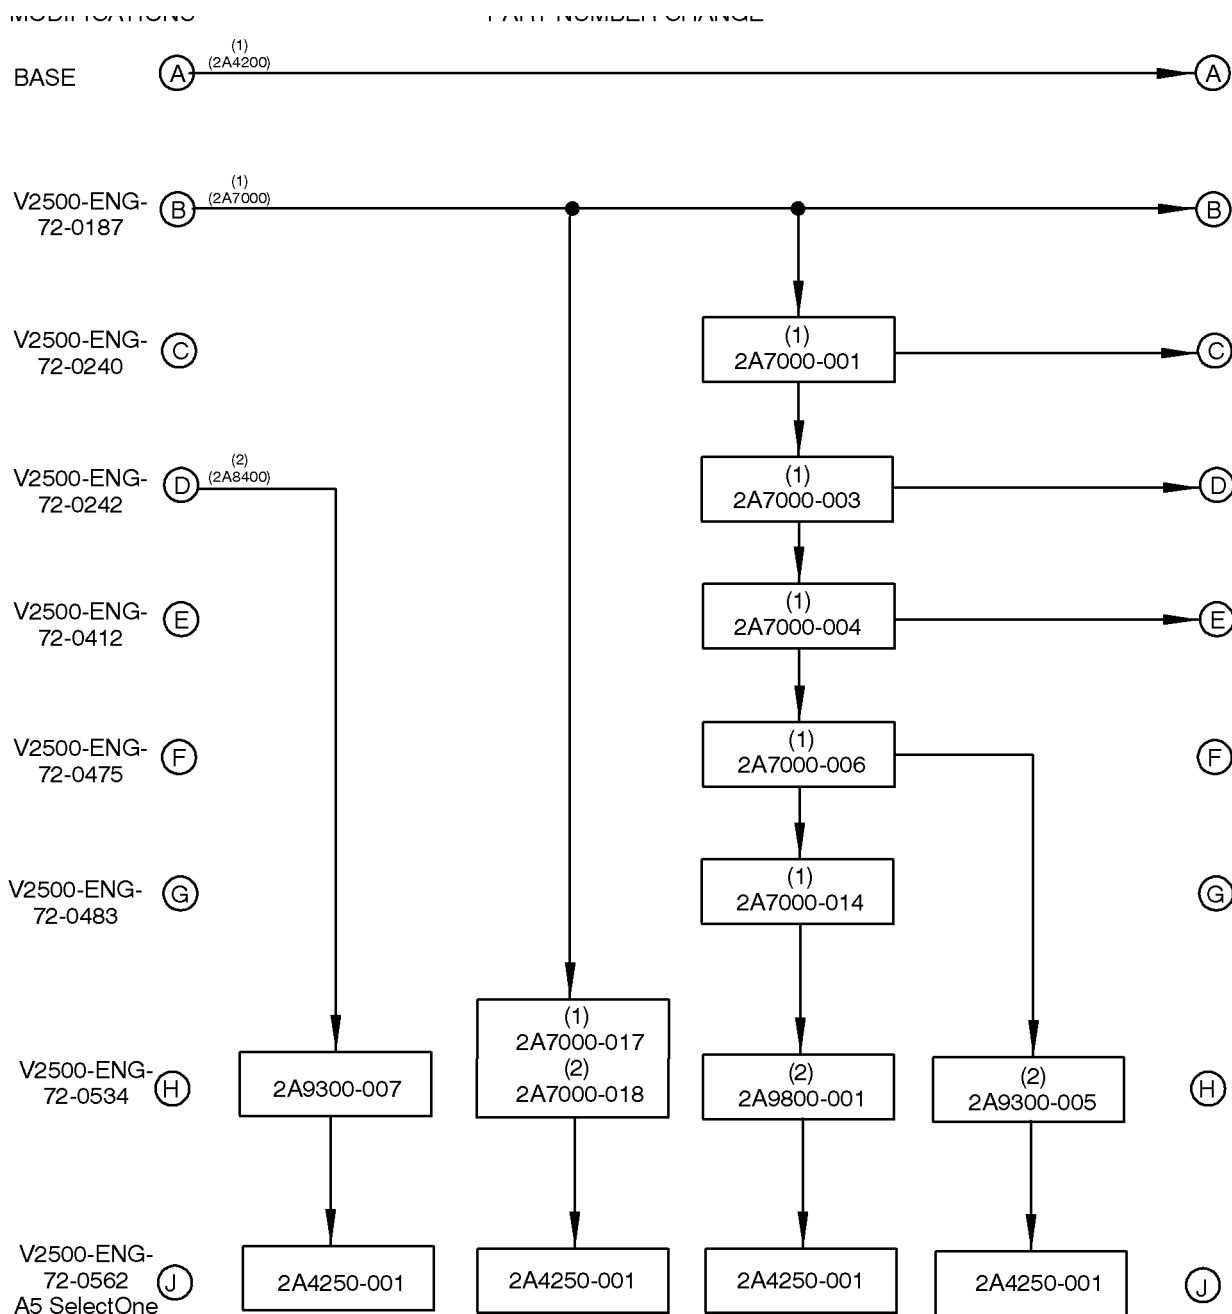 MODIFICATIONS PART NUMBER CHANGE
BASE A (1) A
(2A4200)
V2500-ENG- B (1) B
72-0187 (2A7000)
V2500-ENG- C (1) C
72-0240 2A7000-001
V2500-ENG- D (2) (1) D
72-0242 (2A8400) 2A7000-003
V2500-ENG- E (1) E
72-0412 2A7000-004
V2500-ENG- F (1) F
72-0475 2A7000-006
V2500-ENG- G (1) G
72-0483 2A7000-014
(1)
2A7000-017
V2500-ENG- H 2A9300-007 (2) (2) (2) H
72-0534 2A7000-018 2A9800-001 2A9300-005
V2500-ENG- J J
72-0562 2A4250-001 2A4250-001 2A4250-001 2A4250-001
A5 SelectOne